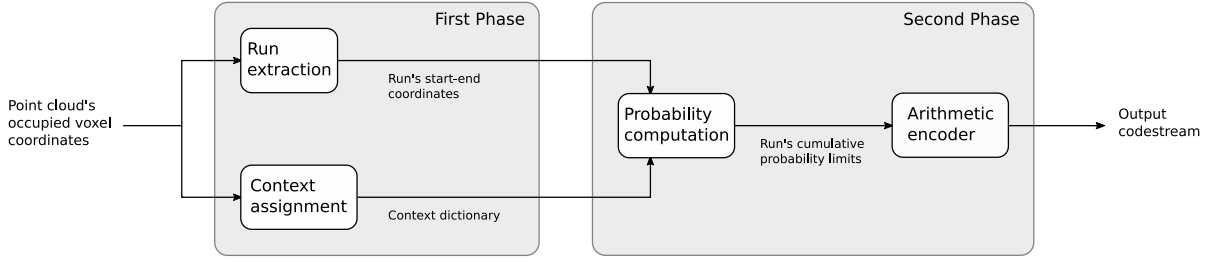 First Phase
Second Phase
Run
extraction
Run's start-end
coordinates
Point cloud's
occupied voxel
coordinates
Probability
computation
Run's cumulative
probability limits
Arithmetic
encoder
Output
codestream
Context
assignment
Context dictionary